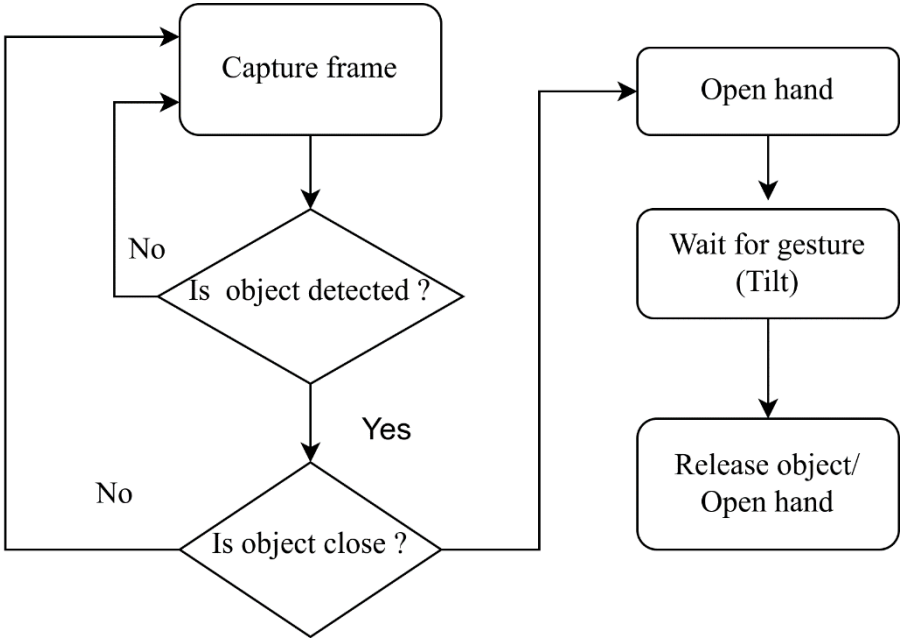 Capture frame
No
Is object detected ?
Yes
No
Is object close ?
Open hand
Wait for gesture
(Tilt)
Release object/
Open hand